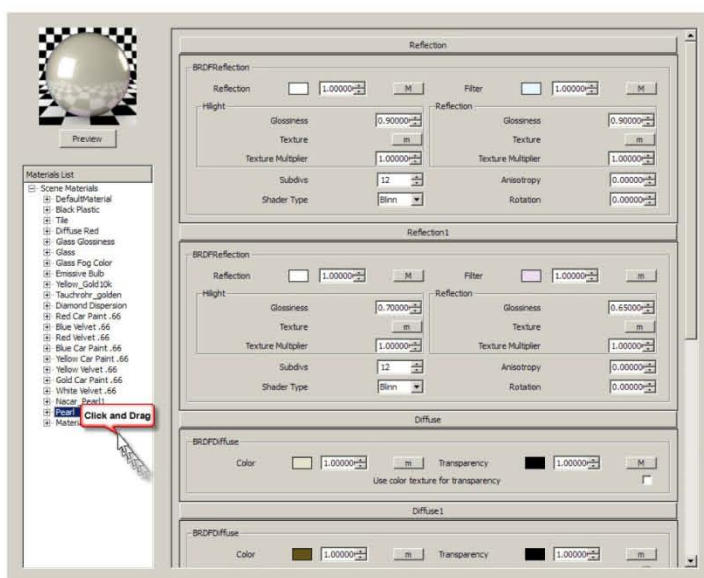 Preview
Materials List
Scene Materials
DefaultMaterial
Black Plastic
Tile
Diffuse Red
Glass Glossiness
Glass
Glass Fog Color
Emissive Bulb
Yellow_Gold10k
Tauchrohr_golden
Diamond Dispersion
Red Car Paint .66
Blue Velvet .66
Red Velvet .66
Blue Car Paint .66
Yellow Car Paint .66
Yellow Velvet .66
Gold Car Paint .66
White Velvet .66
Nacar_Pearl1
Pearl
Click and Drag
Reflection
BRDFReflection
Reflection 1.00000 M Filter 1.00000 M
Hilight Reflection
Glossiness 0.90000 Glossiness 0.90000
Texture m Texture m
Texture Multiplier 1.00000 Texture Multiplier 1.00000
Subdivs 12 Anisotropy 0.00000
Shader Type Blinn Rotation 0.00000
Reflection1
BRDFReflection
Reflection 1.00000 M Filter 1.00000 m
Hilight Reflection
Glossiness 0.70000 Glossiness 0.65000
Texture m Texture m
Texture Multiplier 1.00000 Texture Multiplier 1.00000
Subdivs 12 Anisotropy 0.00000
Shader Type Blinn Rotation 0.00000
Diffuse
BRDFDiffuse
Color 1.00000 m Transparency 1.00000 M
Use color texture for transparency
Diffuse1
BRDFDiffuse
Color 1.00000 m Transparency 1.00000 m